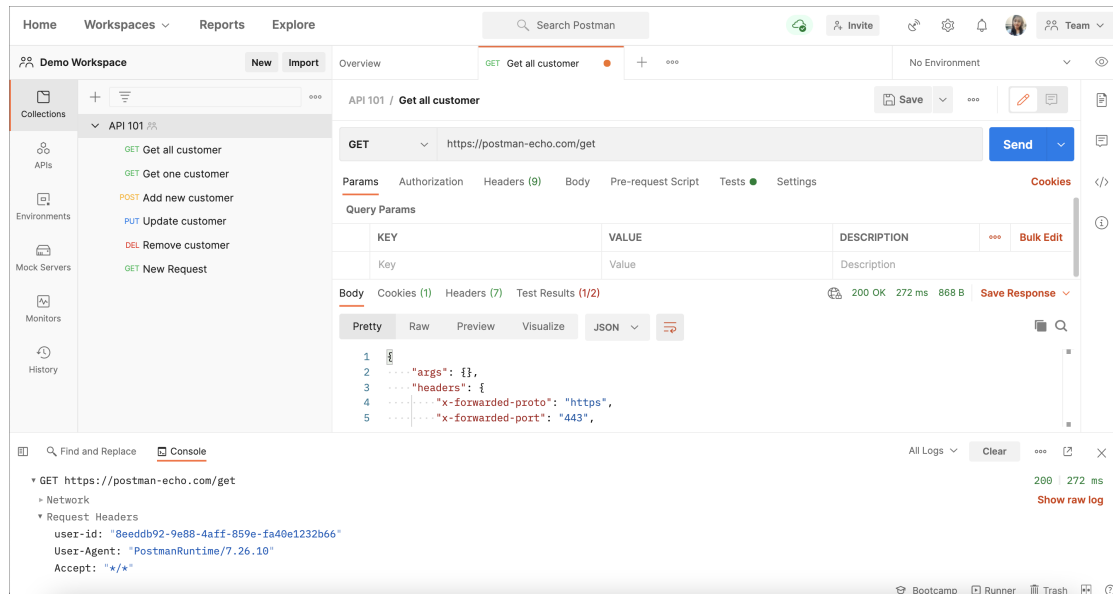 Home Workspaces Reports Explore Search Postman Invite Team
Demo Workspace New Import Overview GET Get all customer No Environment
Collections
APIs
Environments
Mock Servers
Monitors
History
API 101
GET Get all customer
GET Get one customer
POST Add new customer
PUT Update customer
DEL Remove customer
GET New Request
API 101 / Get all customer Save
GET https://postman-echo.com/get Send
Params Authorization Headers (9) Body Pre-request Script Tests Settings Cookies
Query Params
KEY VALUE DESCRIPTION Bulk Edit
Key Value Description
Body Cookies (1) Headers (7) Test Results (1/2) 200 OK 272 ms 868 B Save Response
Pretty Raw Preview Visualize JSON
1 {
2 "args": {},
3 "headers": {
4 "x-forwarded-proto": "https",
5 "x-forwarded-port": "443",
Find and Replace Console All Logs Clear
GET https://postman-echo.com/get 200 272 ms
Network Show raw log
Request Headers
user-id: "8eeddb92-9e88-4aff-859e-fa40e1232b66"
User-Agent: "PostmanRuntime/7.26.10"
Accept: "*/*"
Bootcamp Runner Trash